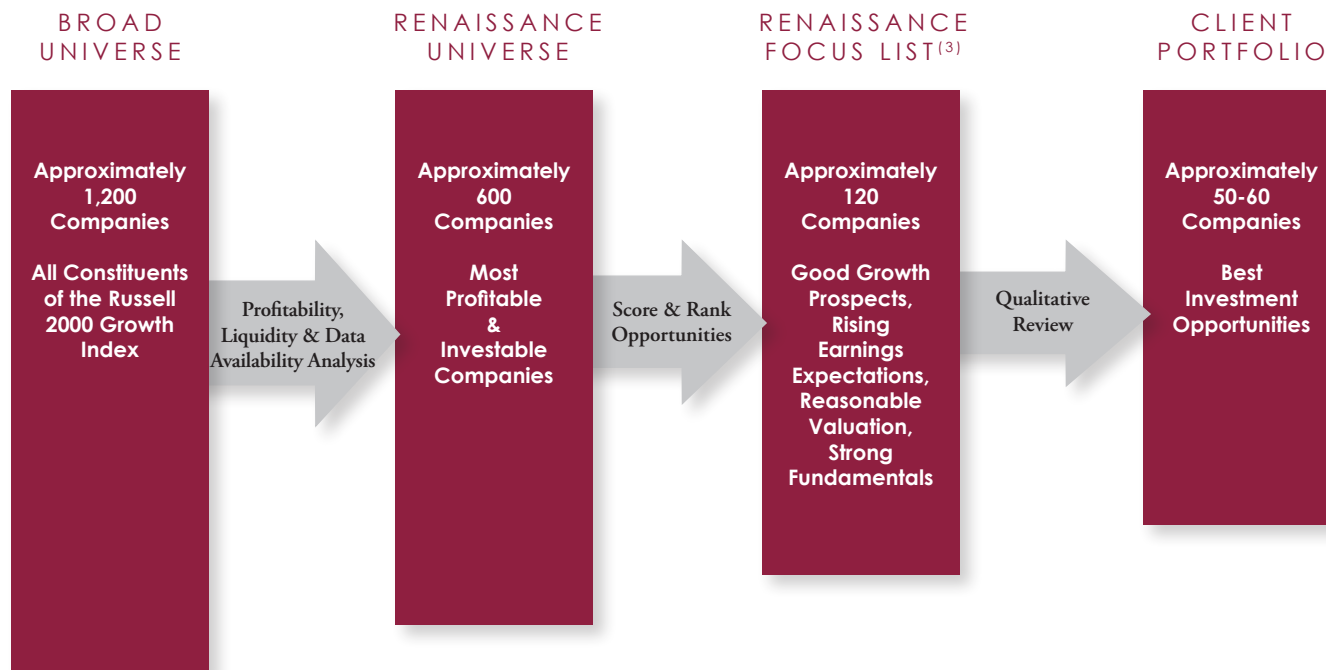 BROAD
UNIVERSE
Approximately
1,200
Companies
All Constituents
of the Russell
2000 Growth
Index
Profitability,
Liquidity & Data
Availability Analysis
RENAISSANCE
UNIVERSE
Approximately
600
Companies
Most
Profitable
&
Investable
Companies
Score & Rank
Opportunities
RENAISSANCE
FOCUS LIST(3)
Approximately
120
Companies
Good Growth
Prospects,
Rising
Earnings
Expectations,
Reasonable
Valuation,
Strong
Fundamentals
Qualitative
Review
CLIENT
PORTFOLIO
Approximately
50-60
Companies
Best
Investment
Opportunities